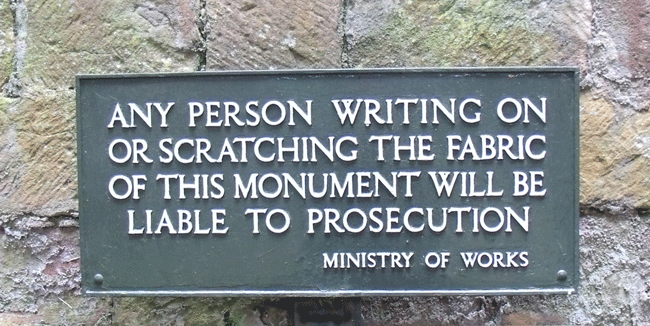 ANY PERSON WRITING ON
OR SCRATCHING THE FABRIC
OF THIS MONUMENT WILL BE
LIABLE TO PROSECUTION
MINISTRY OF WORKS